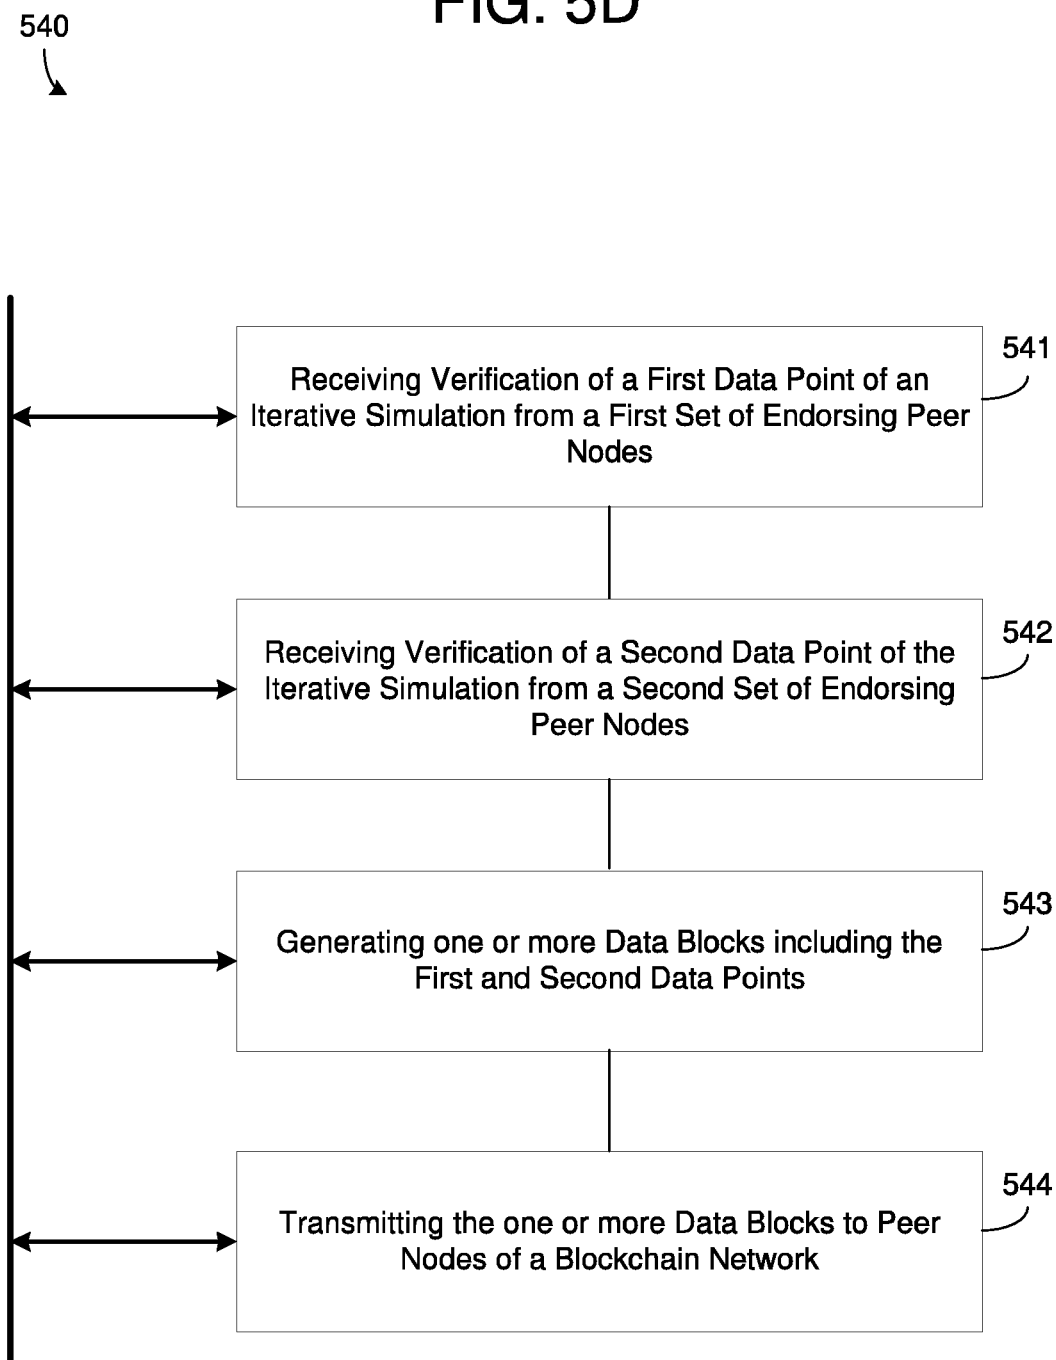 FIG. 5D
540
541
Receiving Verification of a First Data Point of an
Iterative Simulation from a First Set of Endorsing Peer
Nodes
542
Receiving Verification of a Second Data Point of the
Iterative Simulation from a Second Set of Endorsing
Peer Nodes
543
Generating one or more Data Blocks including the
First and Second Data Points
544
Transmitting the one or more Data Blocks to Peer
Nodes of a Blockchain Network